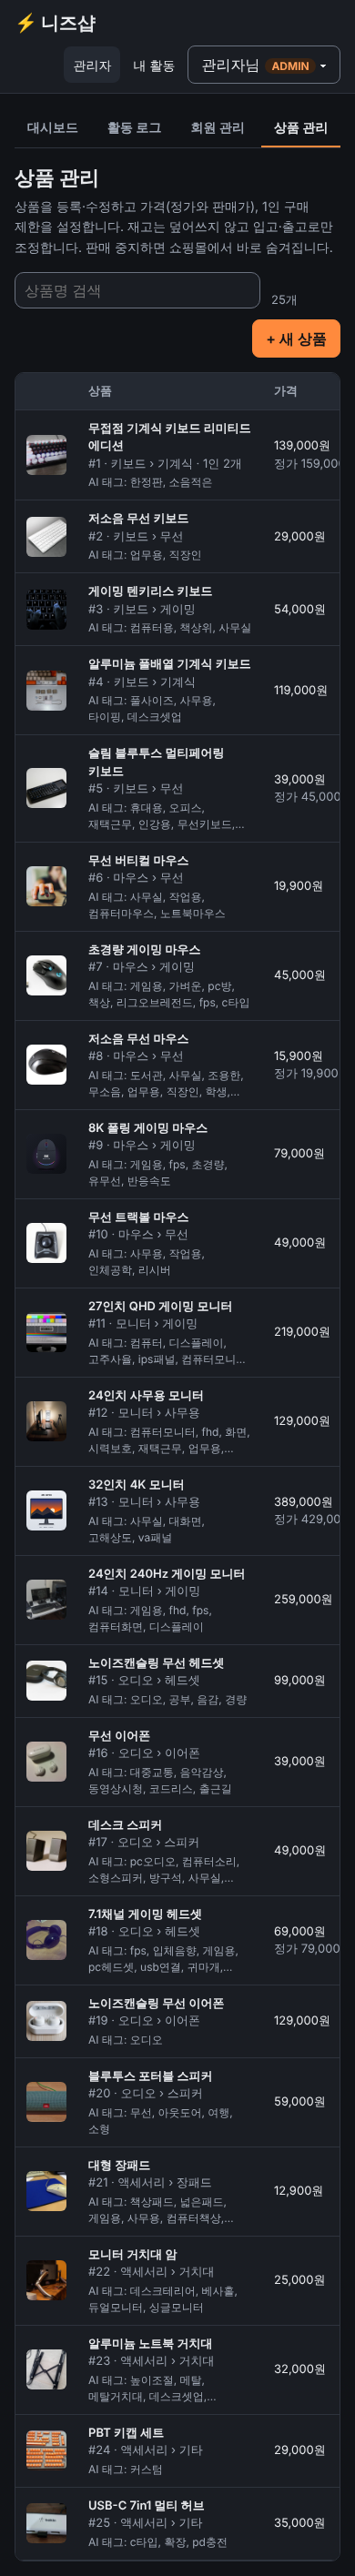 ⚡ 니즈샵
관리자 내 활동 관리자님 ADMIN
대시보드 활동 로그 회원 관리 상품 관리
상품 관리
상품을 등록·수정하고 가격(정가와 판매가), 1인 구매
제한을 설정합니다. 재고는 덮어쓰지 않고 입고·출고로만
조정합니다. 판매 중지하면 쇼핑몰에서 바로 숨겨집니다.
상품명 검색 25개
+ 새 상품
상품 가격
무접점 기계식 키보드 리미티드
에디션
#1 · 키보드 › 기계식 · 1인 2개
AI 태그: 한정판, 소음적은
139,000원
정가 159,000
저소음 무선 키보드
#2 · 키보드 › 무선
AI 태그: 업무용, 직장인
29,000원
게이밍 텐키리스 키보드
#3 · 키보드 › 게이밍
AI 태그: 컴퓨터용, 책상위, 사무실
54,000원
알루미늄 풀배열 기계식 키보드
#4 · 키보드 › 기계식
AI 태그: 풀사이즈, 사무용,
타이핑, 데스크셋업
119,000원
슬림 블루투스 멀티페어링
키보드
#5 · 키보드 › 무선
AI 태그: 휴대용, 오피스,
재택근무, 인강용, 무선키보드,...
39,000원
정가 45,000
무선 버티컬 마우스
#6 · 마우스 › 무선
AI 태그: 사무실, 작업용,
컴퓨터마우스, 노트북마우스
19,900원
초경량 게이밍 마우스
#7 · 마우스 › 게이밍
AI 태그: 게임용, 가벼운, pc방,
책상, 리그오브레전드, fps, c타입
45,000원
저소음 무선 마우스
#8 · 마우스 › 무선
AI 태그: 도서관, 사무실, 조용한,
무소음, 업무용, 직장인, 학생,...
15,900원
정가 19,900
8K 폴링 게이밍 마우스
#9 · 마우스 › 게이밍
AI 태그: 게임용, fps, 초경량,
유무선, 반응속도
79,000원
무선 트랙볼 마우스
#10 · 마우스 › 무선
AI 태그: 사무용, 작업용,
인체공학, 리시버
49,000원
27인치 QHD 게이밍 모니터
#11 · 모니터 › 게이밍
AI 태그: 컴퓨터, 디스플레이,
고주사율, ips패널, 컴퓨터모니...
219,000원
24인치 사무용 모니터
#12 · 모니터 › 사무용
AI 태그: 컴퓨터모니터, fhd, 화면,
시력보호, 재택근무, 업무용,...
129,000원
32인치 4K 모니터
#13 · 모니터 › 사무용
AI 태그: 사무실, 대화면,
고해상도, va패널
389,000원
정가 429,00
24인치 240Hz 게이밍 모니터
#14 · 모니터 › 게이밍
AI 태그: 게임용, fhd, fps,
컴퓨터화면, 디스플레이
259,000원
노이즈캔슬링 무선 헤드셋
#15 · 오디오 › 헤드셋
AI 태그: 오디오, 공부, 음감, 경량
99,000원
무선 이어폰
#16 · 오디오 › 이어폰
AI 태그: 대중교통, 음악감상,
동영상시청, 코드리스, 출근길
39,000원
데스크 스피커
#17 · 오디오 › 스피커
AI 태그: pc오디오, 컴퓨터소리,
소형스피커, 방구석, 사무실,...
49,000원
7.1채널 게이밍 헤드셋
#18 · 오디오 › 헤드셋
AI 태그: fps, 입체음향, 게임용,
pc헤드셋, usb연결, 귀마개,...
69,000원
정가 79,000
노이즈캔슬링 무선 이어폰
#19 · 오디오 › 이어폰
AI 태그: 오디오
129,000원
블루투스 포터블 스피커
#20 · 오디오 › 스피커
AI 태그: 무선, 아웃도어, 여행,
소형
59,000원
대형 장패드
#21 · 액세서리 › 장패드
AI 태그: 책상패드, 넓은패드,
게임용, 사무용, 컴퓨터책상,...
12,900원
모니터 거치대 암
#22 · 액세서리 › 거치대
AI 태그: 데스크테리어, 베사홀,
듀얼모니터, 싱글모니터
25,000원
알루미늄 노트북 거치대
#23 · 액세서리 › 거치대
AI 태그: 높이조절, 메탈,
메탈거치대, 데스크셋업,...
32,000원
PBT 키캡 세트
#24 · 액세서리 › 기타
AI 태그: 커스텀
29,000원
USB-C 7in1 멀티 허브
#25 · 액세서리 › 기타
AI 태그: c타입, 확장, pd충전
35,000원